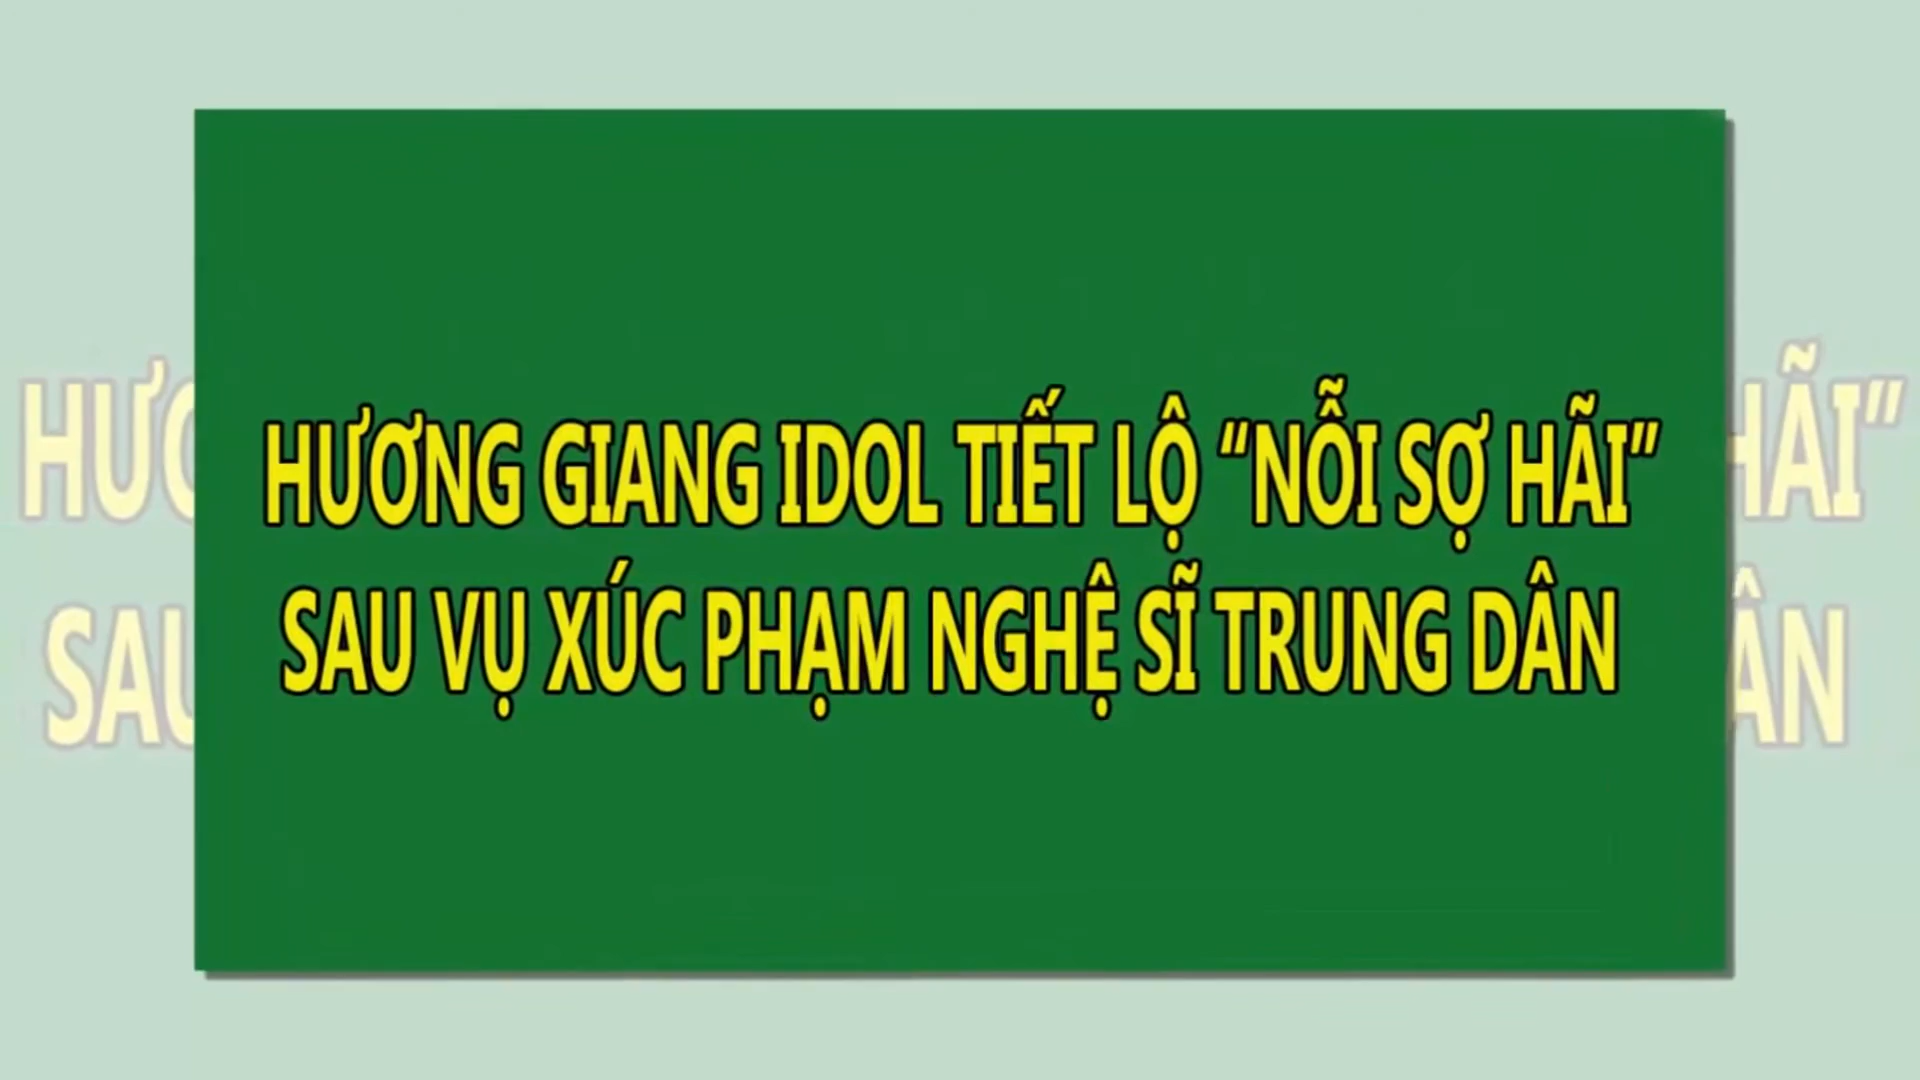 HƯƠNG GIANG IDOL TIẾT LỘ “NỖI SỢ HÃI”
SAU VỤ XÚC PHẠM NGHỆ SĨ TRUNG DÂN